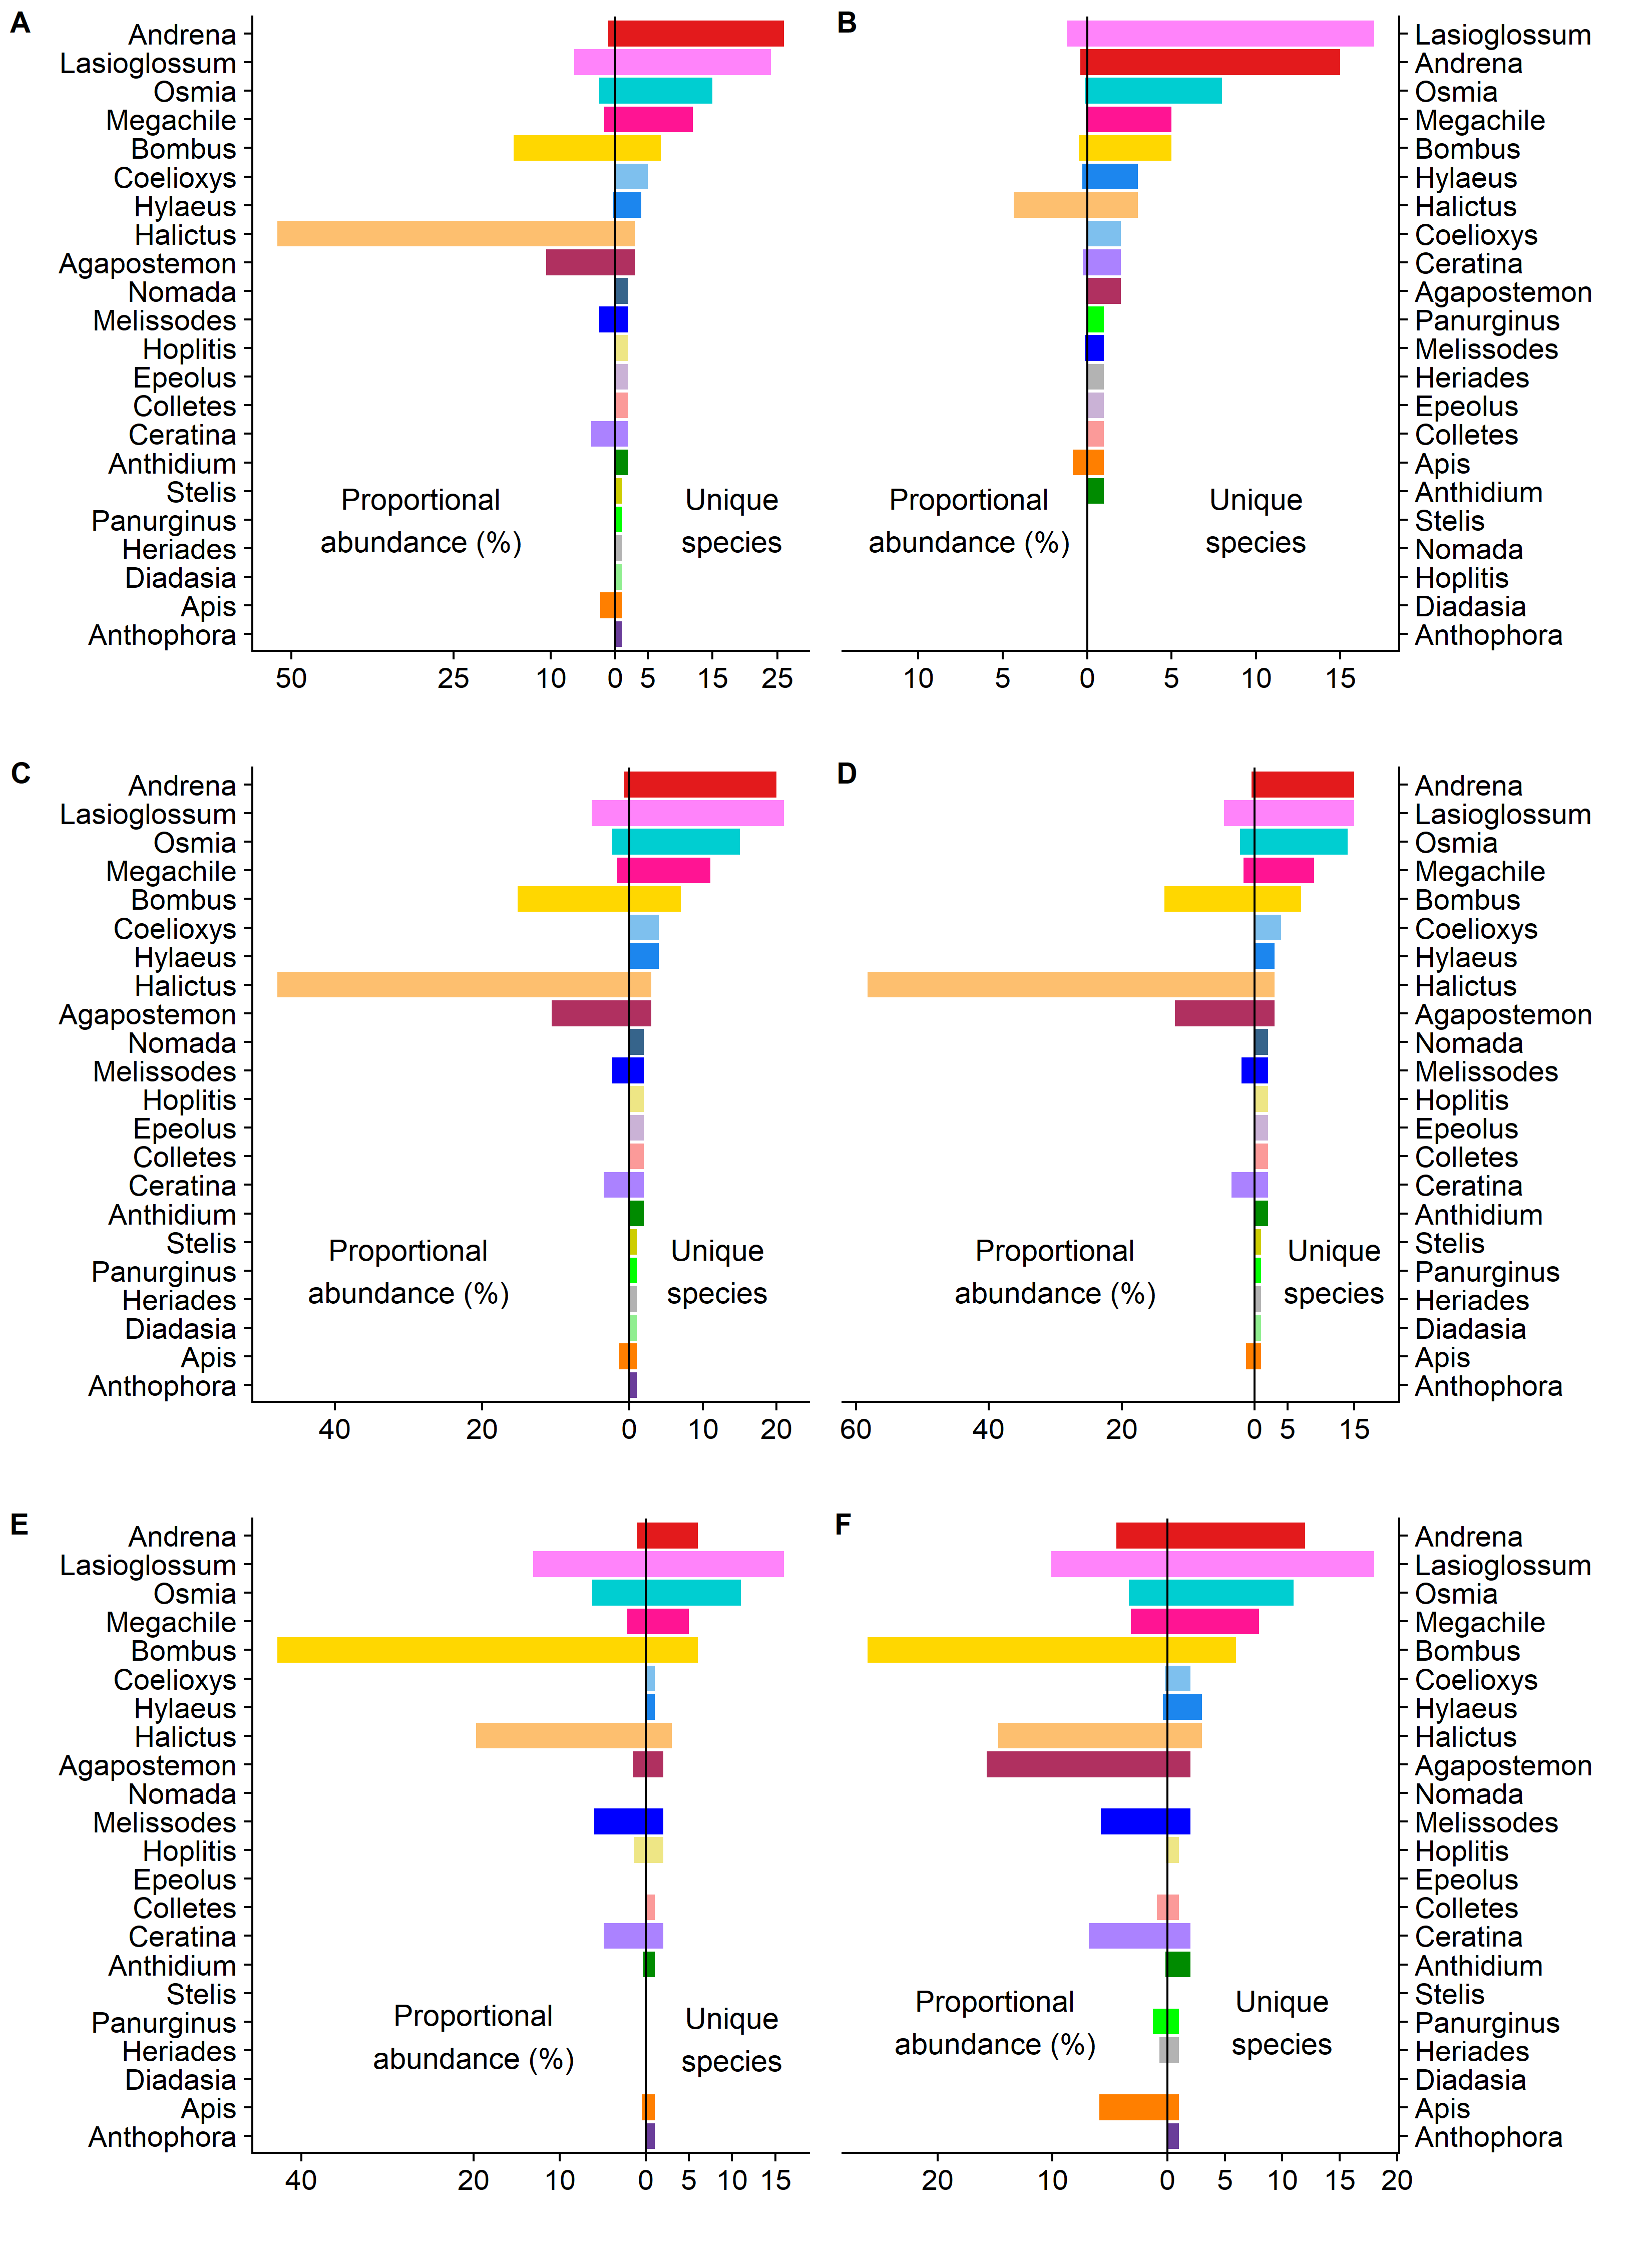 A
Andrena
Lasioglossum
Osmia
Megachile
Bombus
Coelioxys
Hylaeus
Halictus
Agapostemon
Nomada
Melissodes
Hoplitis
Epeolus
Colletes
Ceratina
Anthidium
Stelis
Panurginus
Heriades
Diadasia
Apis
Anthophora
Proportional
abundance (%)
Unique
species
50 25 10 0 5 15 25
B
Lasioglossum
Andrena
Osmia
Megachile
Bombus
Hylaeus
Halictus
Coelioxys
Ceratina
Agapostemon
Panurginus
Melissodes
Heriades
Epeolus
Colletes
Apis
Anthidium
Stelis
Nomada
Hoplitis
Diadasia
Anthophora
Proportional
abundance (%)
Unique
species
10 5 0 5 10 15
C
Andrena
Lasioglossum
Osmia
Megachile
Bombus
Coelioxys
Hylaeus
Halictus
Agapostemon
Nomada
Melissodes
Hoplitis
Epeolus
Colletes
Ceratina
Anthidium
Stelis
Panurginus
Heriades
Diadasia
Apis
Anthophora
Proportional
abundance (%)
Unique
species
40 20 0 10 20
D
Andrena
Lasioglossum
Osmia
Megachile
Bombus
Coelioxys
Hylaeus
Halictus
Agapostemon
Nomada
Melissodes
Hoplitis
Epeolus
Colletes
Ceratina
Anthidium
Stelis
Panurginus
Heriades
Diadasia
Apis
Anthophora
Proportional
abundance (%)
Unique
species
60 40 20 0 5 15
E
Andrena
Lasioglossum
Osmia
Megachile
Bombus
Coelioxys
Hylaeus
Halictus
Agapostemon
Nomada
Melissodes
Hoplitis
Epeolus
Colletes
Ceratina
Anthidium
Stelis
Panurginus
Heriades
Diadasia
Apis
Anthophora
Proportional
abundance (%)
Unique
species
40 20 10 0 5 10 15
F
Andrena
Lasioglossum
Osmia
Megachile
Bombus
Coelioxys
Hylaeus
Halictus
Agapostemon
Nomada
Melissodes
Hoplitis
Epeolus
Colletes
Ceratina
Anthidium
Stelis
Panurginus
Heriades
Diadasia
Apis
Anthophora
Proportional
abundance (%)
Unique
species
20 10 0 5 10 15 20